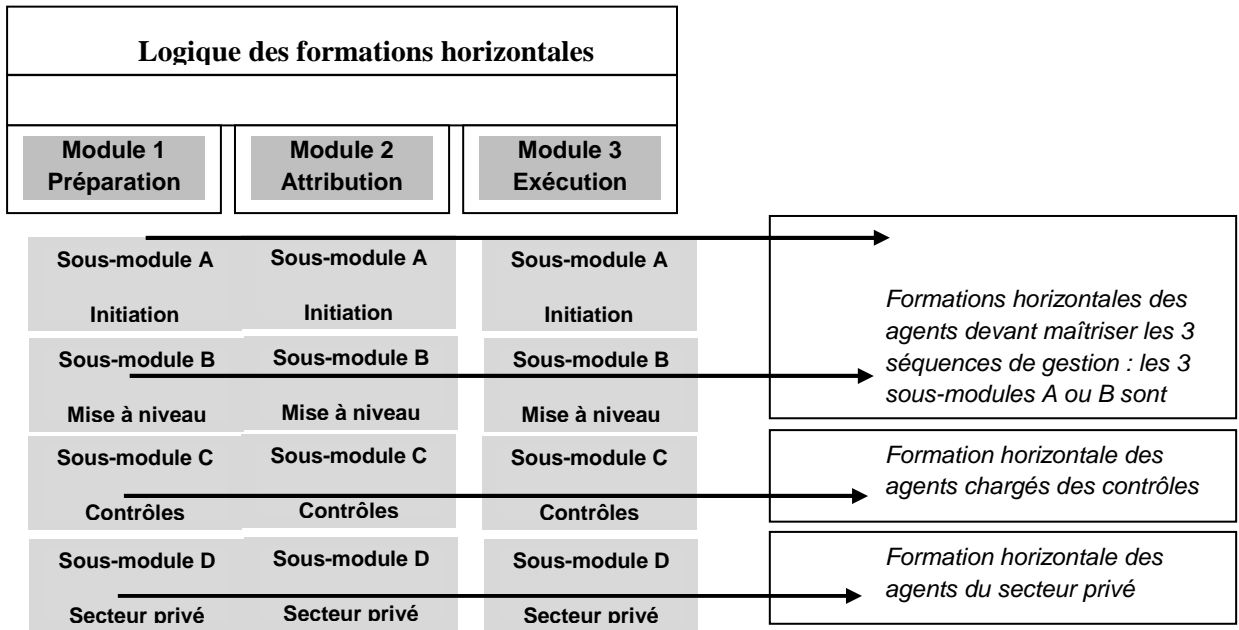 Logique des formations horizontales
Module 1
Préparation
Module 2
Attribution
Module 3
Exécution
Sous-module A
Initiation
Sous-module A
Initiation
Sous-module A
Initiation
Sous-module B
Mise à niveau
Sous-module B
Mise à niveau
Sous-module B
Mise à niveau
Sous-module C
Contrôles
Sous-module C
Contrôles
Sous-module C
Contrôles
Sous-module D
Secteur privé
Sous-module D
Secteur privé
Sous-module D
Secteur privé
Formations horizontales des
agents devant maîtriser les 3
séquences de gestion : les 3
sous-modules A ou B sont
Formation horizontale des
agents chargés des contrôles
Formation horizontale des
agents du secteur privé